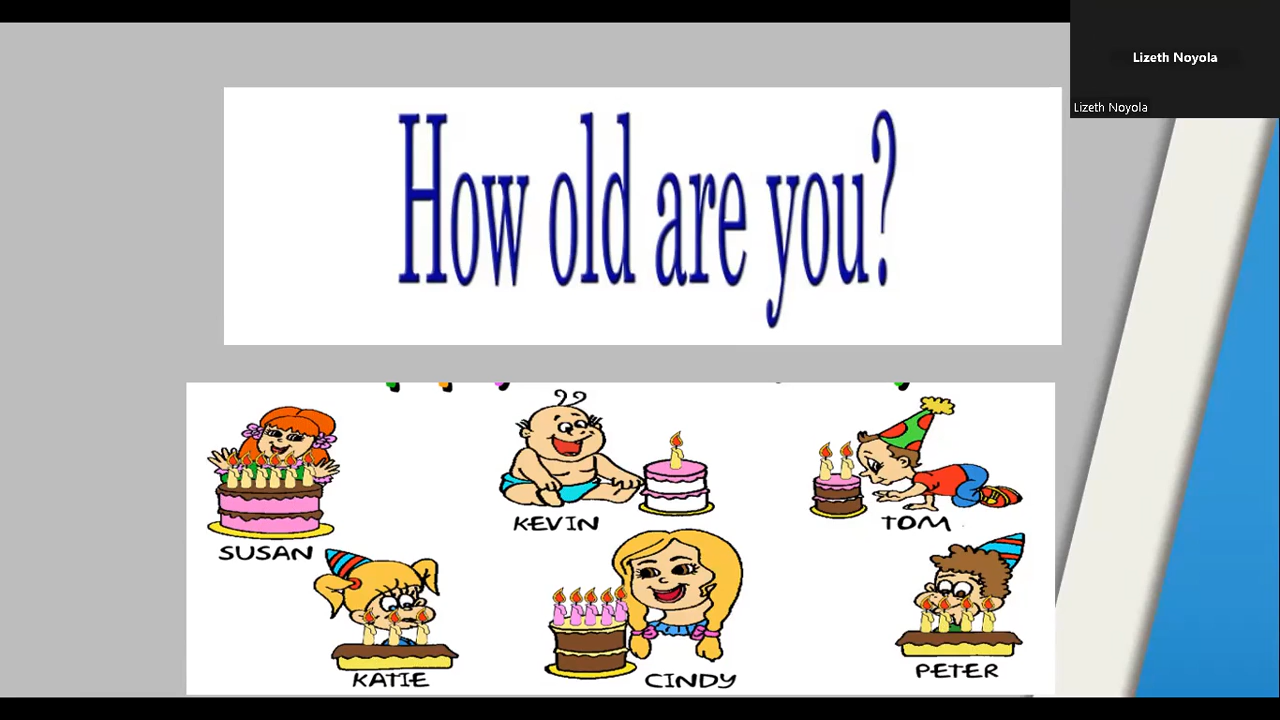 Lizeth Noyola
Lizeth Noyola
How old are you?
SUSAN
KEVIN
TOM
KATIE
CINDY
PETER